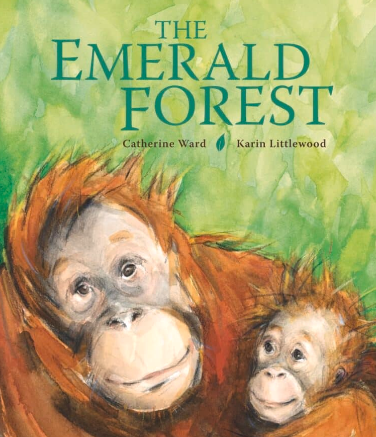 THE
EMERALD
FOREST
Catherine Ward Karin Littlewood